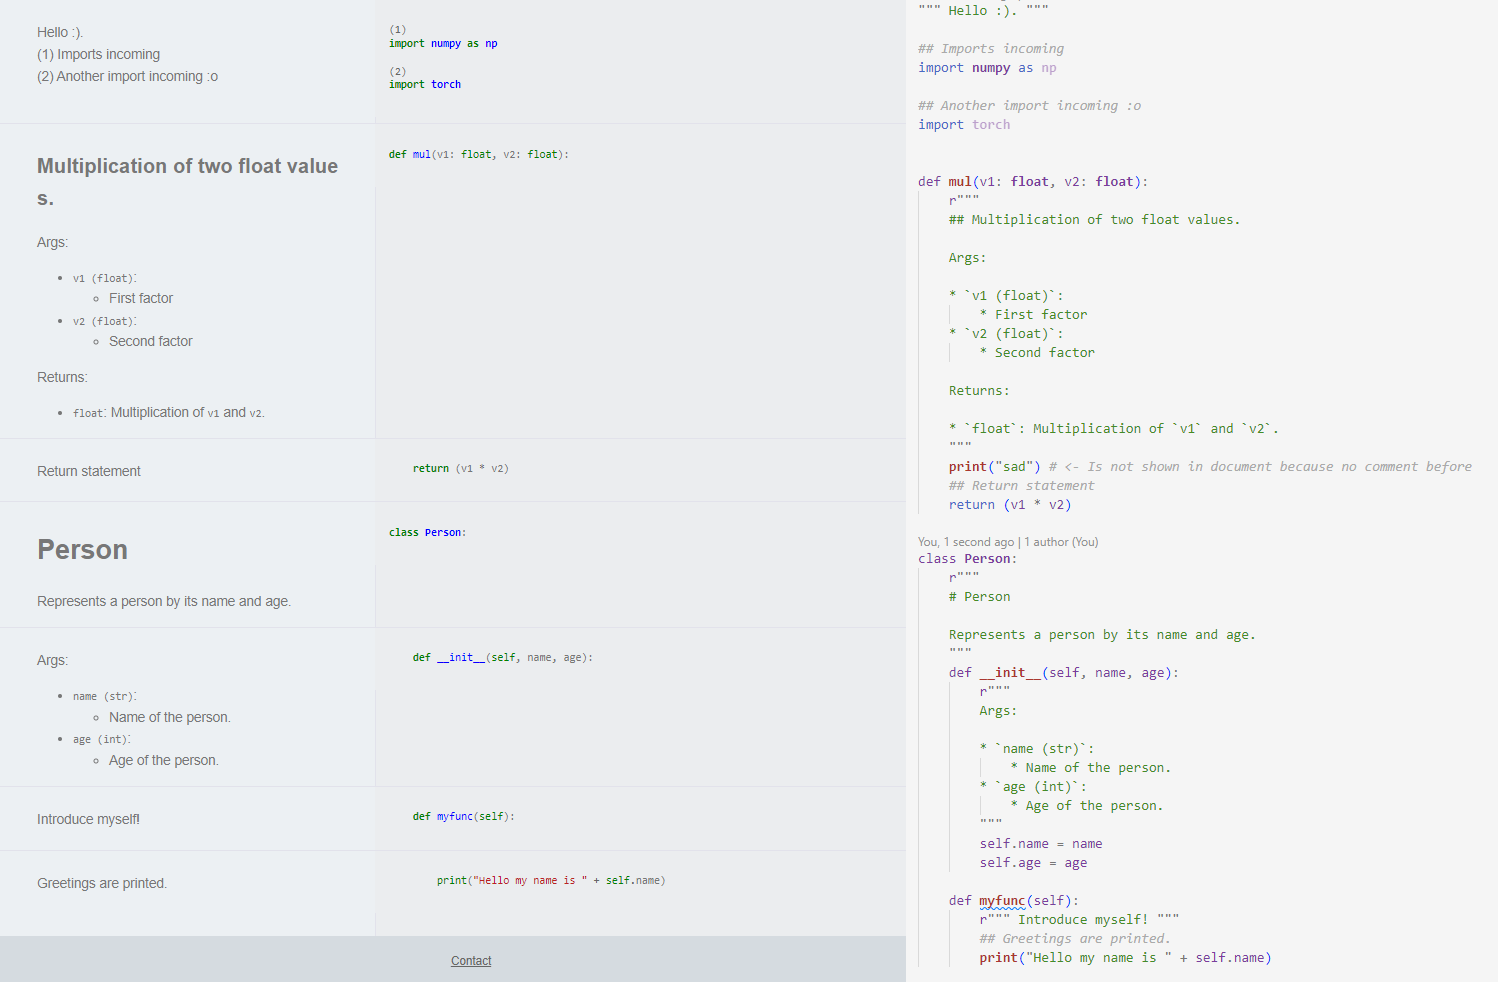 Hello :).
(1) Imports incoming
(2) Another import incoming :o
(1)
import numpy as np
(2)
import torch
Multiplication of two float value
s.
Args:
• v1 (float):
◦ First factor
• v2 (float):
◦ Second factor
Returns:
• float: Multiplication of v1 and v2.
def mul(v1: float, v2: float):
Return statement
return (v1 * v2)
Person
Represents a person by its name and age.
class Person:
Args:
• name (str):
◦ Name of the person.
• age (int):
◦ Age of the person.
def __init__(self, name, age):
Introduce myself!
def myfunc(self):
Greetings are printed.
print("Hello my name is " + self.name)
Contact
""" Hello :). """
## Imports incoming
import numpy as np
## Another import incoming :o
import torch
def mul(v1: float, v2: float):
r"""
## Multiplication of two float values.
Args:
* `v1 (float)`:
* First factor
* `v2 (float)`:
* Second factor
Returns:
* `float`: Multiplication of `v1` and `v2`.
"""
print("sad") # <- Is not shown in document because no comment before
## Return statement
return (v1 * v2)
You, 1 second ago | 1 author (You)
class Person:
r"""
# Person
Represents a person by its name and age.
"""
def __init__(self, name, age):
r"""
Args:
* `name (str)`:
* Name of the person.
* `age (int)`:
* Age of the person.
"""
self.name = name
self.age = age
def myfunc(self):
r""" Introduce myself! """
## Greetings are printed.
print("Hello my name is " + self.name)